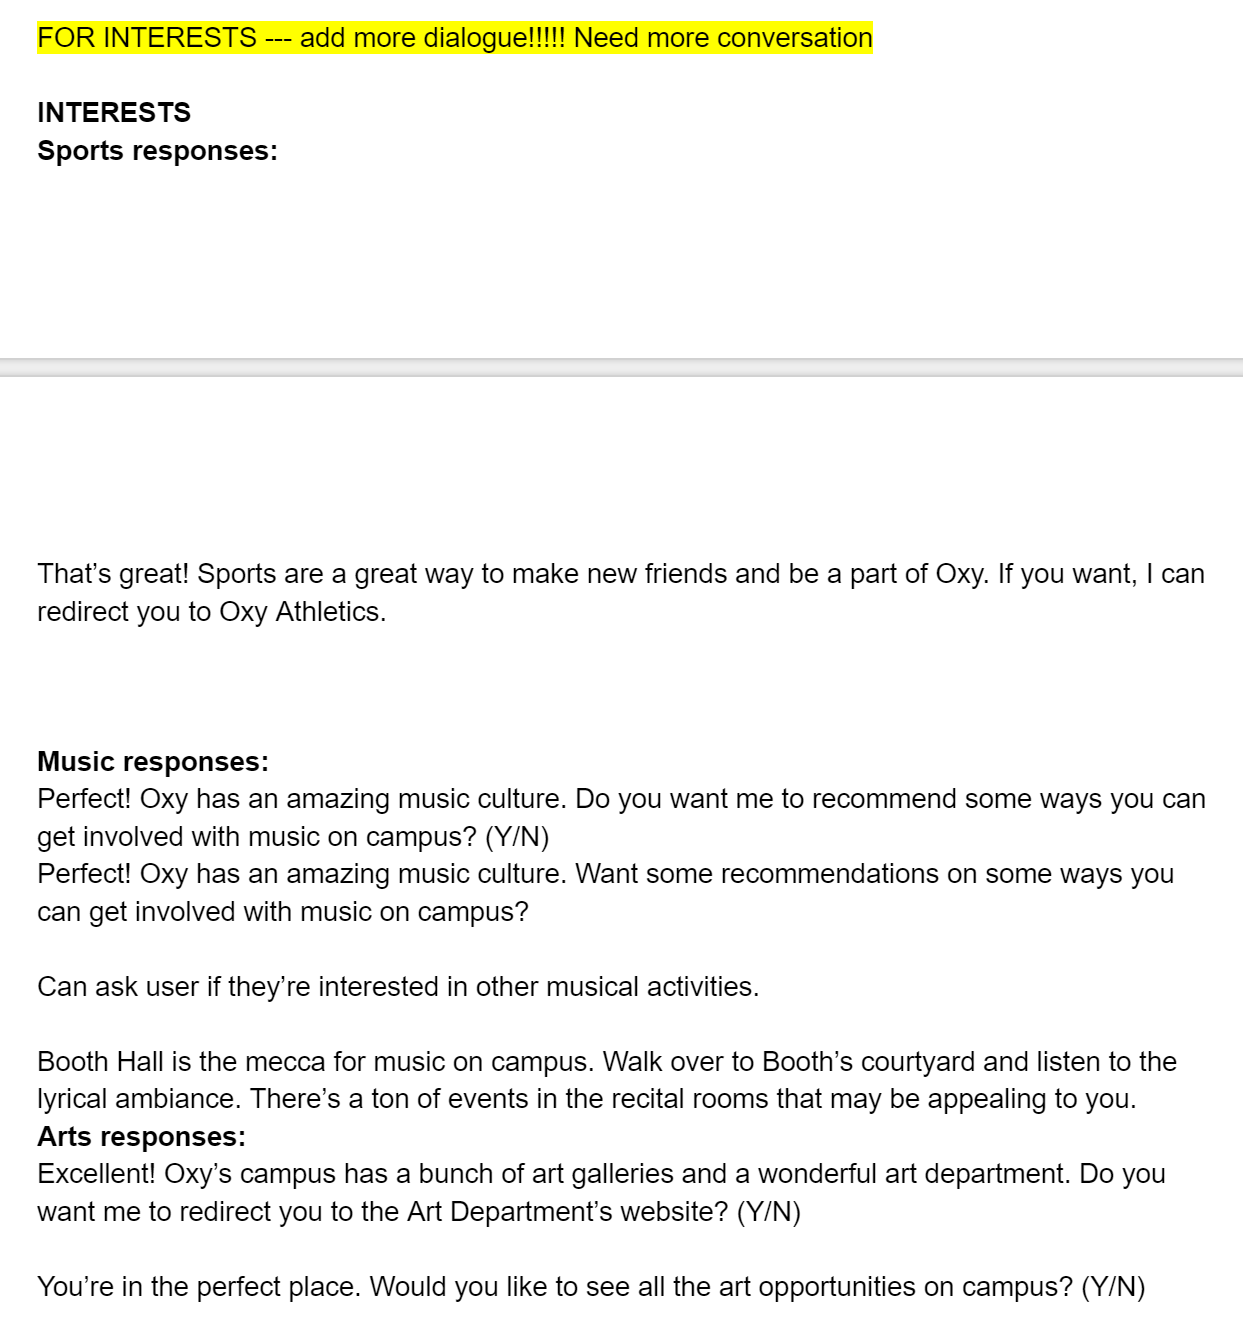 FOR INTERESTS --- add more dialogue!!!!! Need more conversation
INTERESTS
Sports responses:
That’s great! Sports are a great way to make new friends and be a part of Oxy. If you want, I can
redirect you to Oxy Athletics.
Music responses:
Perfect! Oxy has an amazing music culture. Do you want me to recommend some ways you can
get involved with music on campus? (Y/N)
Perfect! Oxy has an amazing music culture. Want some recommendations on some ways you
can get involved with music on campus?
Can ask user if they’re interested in other musical activities.
Booth Hall is the mecca for music on campus. Walk over to Booth’s courtyard and listen to the
lyrical ambiance. There’s a ton of events in the recital rooms that may be appealing to you.
Arts responses:
Excellent! Oxy’s campus has a bunch of art galleries and a wonderful art department. Do you
want me to redirect you to the Art Department’s website? (Y/N)
You’re in the perfect place. Would you like to see all the art opportunities on campus? (Y/N)